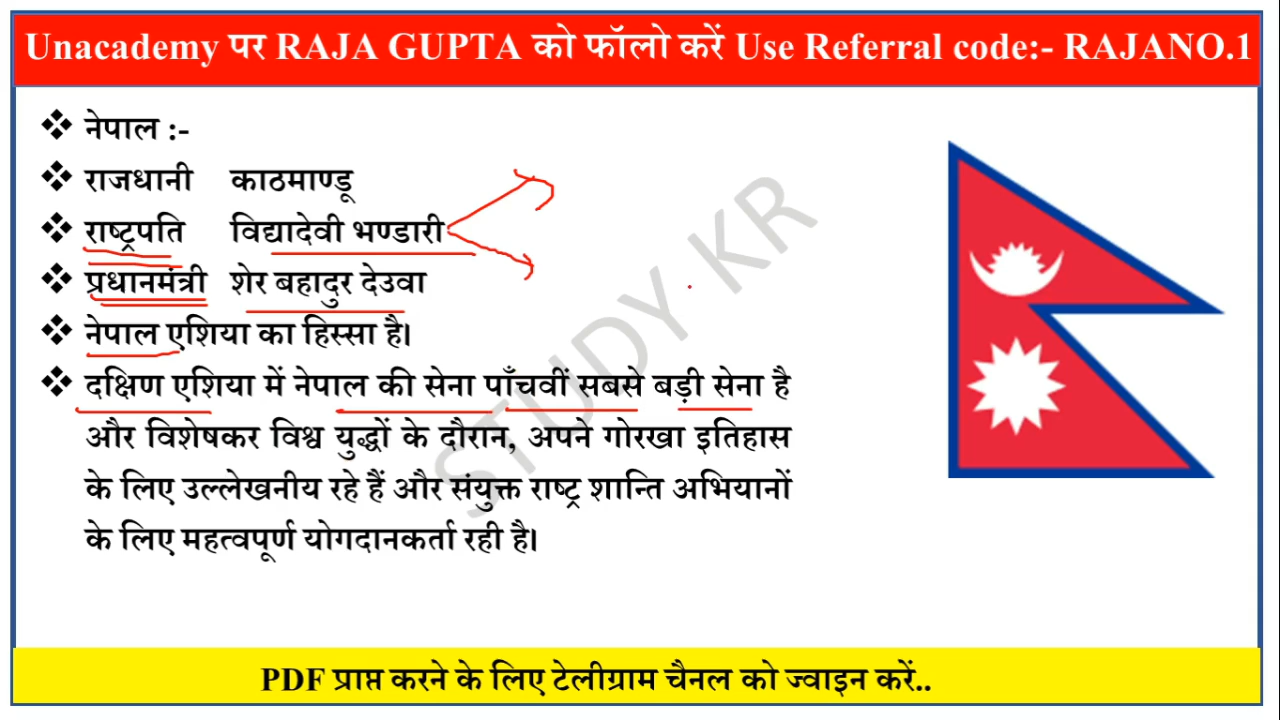 Unacademy पर RAJA GUPTA को फॉलो करें Use Referral code:- RAJANO.1
❖ नेपाल :-
❖ राजधानी काठमाण्डू
❖ राष्ट्रपति विद्यादेवी भण्डारी
❖ प्रधानमंत्री शेर बहादुर देउवा
❖ नेपाल एशिया का हिस्सा है।
❖ दक्षिण एशिया में नेपाल की सेना पाँचवीं सबसे बड़ी सेना है
और विशेषकर विश्व युद्धों के दौरान, अपने गोरखा इतिहास
के लिए उल्लेखनीय रहे हैं और संयुक्त राष्ट्र शान्ति अभियानों
के लिए महत्वपूर्ण योगदानकर्ता रही है।
STUDY KR
PDF प्राप्त करने के लिए टेलीग्राम चैनल को ज्वाइन करें..